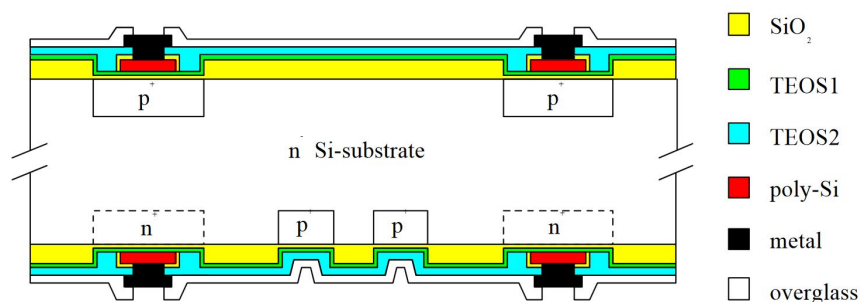 SiO₂
TEOS1
p⁺ p⁺
TEOS2
n⁻ Si-substrate
poly-Si
n⁺ p⁺ p⁺ n⁺
metal
overglass